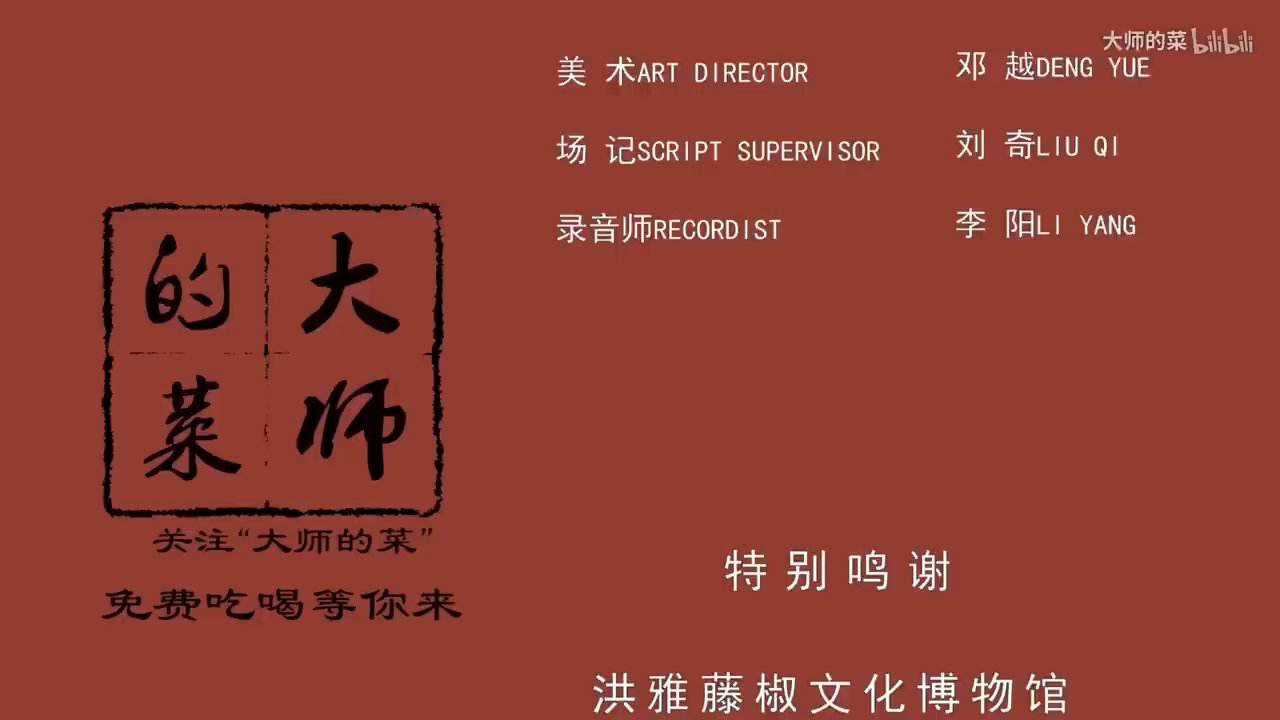 大师的菜 bilibili
美 术ART DIRECTOR 邓 越DENG YUE
场 记SCRIPT SUPERVISOR 刘 奇LIU QI
录音师RECORDIST 李 阳LI YANG
大师
的菜
关注“大师的菜”
免费吃喝等你来
特别鸣谢
洪雅藤椒文化博物馆